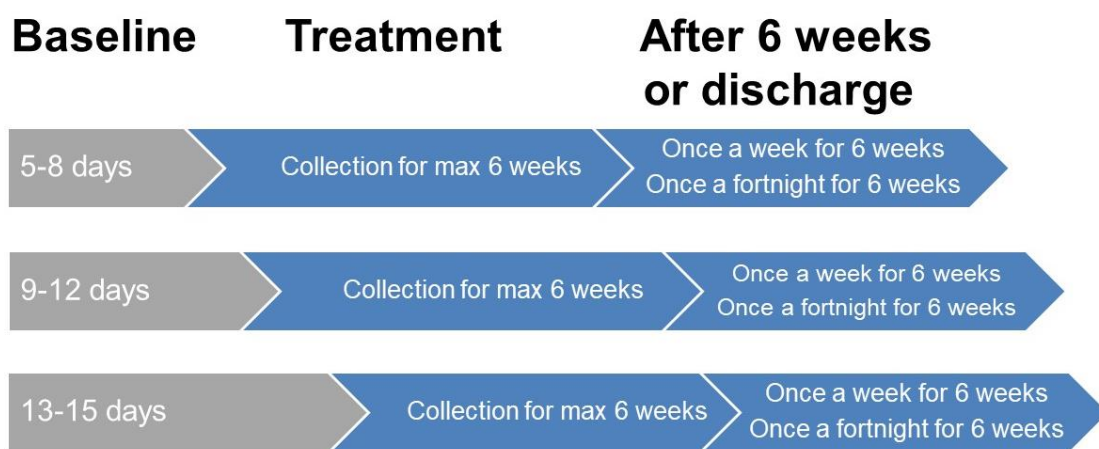 Baseline
Treatment
After 6 weeks
or discharge
5-8 days
Collection for max 6 weeks
Once a week for 6 weeks
Once a fortnight for 6 weeks
9-12 days
Collection for max 6 weeks
Once a week for 6 weeks
Once a fortnight for 6 weeks
13-15 days
Collection for max 6 weeks
Once a week for 6 weeks
Once a fortnight for 6 weeks